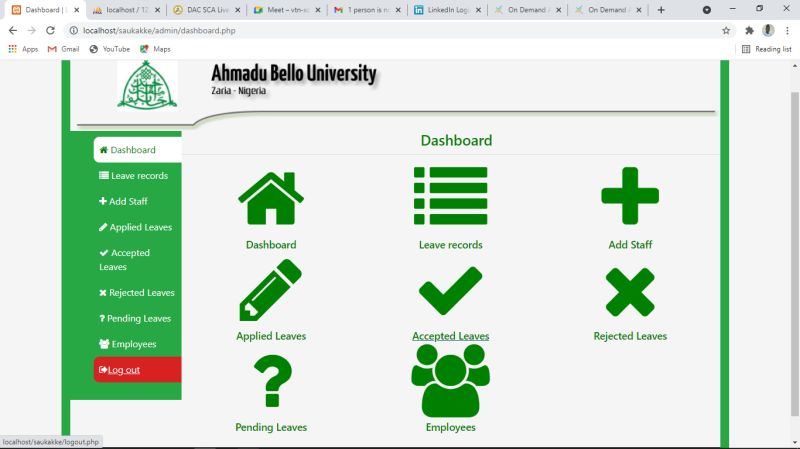 Dashboard | L
localhost / 12
DAC SCA Live
Meet – vtn-sc
1 person is n
LinkedIn Logi
On Demand A
On Demand A
localhost/saukakke/admin/dashboard.php
Apps
Gmail
YouTube
Maps
Reading list
Ahmadu Bello University
Zaria - Nigeria
Dashboard
Leave records
Add Staff
Applied Leaves
Accepted
Leaves
Rejected Leaves
Pending Leaves
Employees
Log out
Dashboard
Dashboard
Leave records
Add Staff
Applied Leaves
Accepted Leaves
Rejected Leaves
Pending Leaves
Employees
localhost/saukakke/logout.php